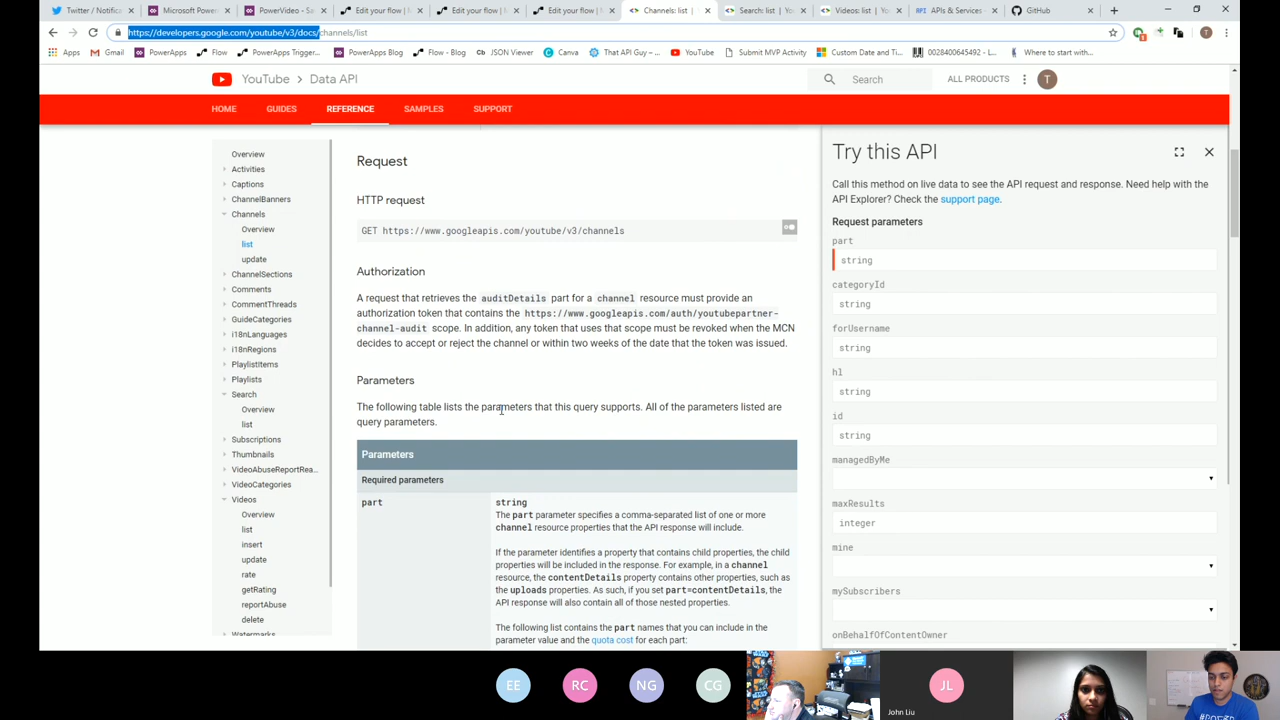 Twitter / Notifica
Microsoft Power
PowerVideo - Sa
Edit your flow |
Edit your flow |
Edit your flow |
Channels: list |
Search: list |
Videos: list |
RPI APIs & Services
GitHub
https://developers.google.com/youtube/v3/docs/channels/list
Apps
Gmail
PowerApps
Flow
PowerApps Trigger...
PowerApps Blog
Flow - Blog
Cb JSON Viewer
Canva
That API Guy –...
YouTube
Submit MVP Activity
Custom Date and Ti...
0028400645492 - L...
Where to start with...
YouTube > Data API
Search
ALL PRODUCTS
T
HOME GUIDES REFERENCE SAMPLES SUPPORT
Overview
Activities
Captions
ChannelBanners
Channels
Overview
list
update
ChannelSections
Comments
CommentThreads
GuideCategories
i18nLanguages
i18nRegions
PlaylistItems
Playlists
Search
Overview
list
Subscriptions
Thumbnails
VideoAbuseReportRea...
VideoCategories
Videos
Overview
list
insert
update
rate
getRating
reportAbuse
delete
Watermarks
Request
HTTP request
GET https://www.googleapis.com/youtube/v3/channels
Authorization
A request that retrieves the auditDetails part for a channel resource must provide an
authorization token that contains the https://www.googleapis.com/auth/youtubepartner-
channel-audit scope. In addition, any token that uses that scope must be revoked when the MCN
decides to accept or reject the channel or within two weeks of the date that the token was issued.
Parameters
The following table lists the parameters that this query supports. All of the parameters listed are
query parameters.
Parameters
Required parameters
part
string
The part parameter specifies a comma-separated list of one or more
channel resource properties that the API response will include.
If the parameter identifies a property that contains child properties, the child
properties will be included in the response. For example, in a channel
resource, the contentDetails property contains other properties, such as
the uploads properties. As such, if you set part=contentDetails, the
API response will also contain all of those nested properties.
The following list contains the part names that you can include in the
parameter value and the quota cost for each part:
Try this API
Call this method on live data to see the API request and response. Need help with the
API Explorer? Check the support page.
Request parameters
part
string
categoryId
string
forUsername
string
hl
string
id
string
managedByMe
maxResults
integer
mine
mySubscribers
onBehalfOfContentOwner
EE
RC
NG
CG
JL
John Liu